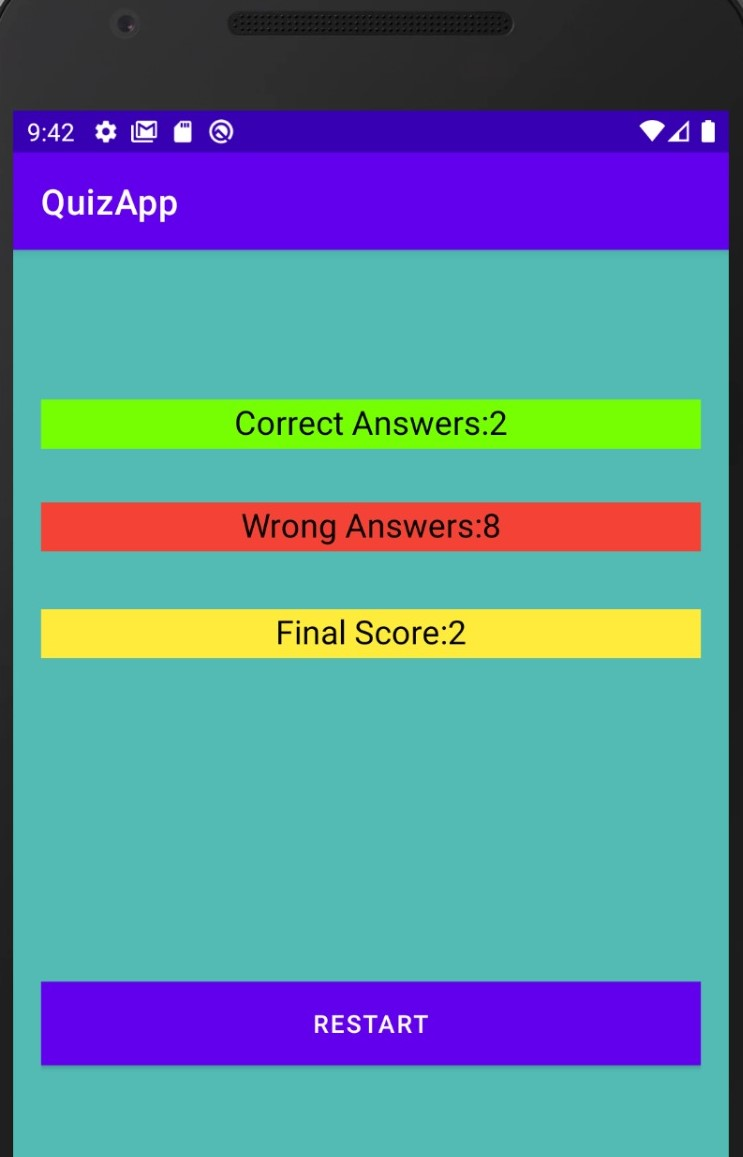 9:42
QuizApp
Correct Answers:2
Wrong Answers:8
Final Score:2
RESTART